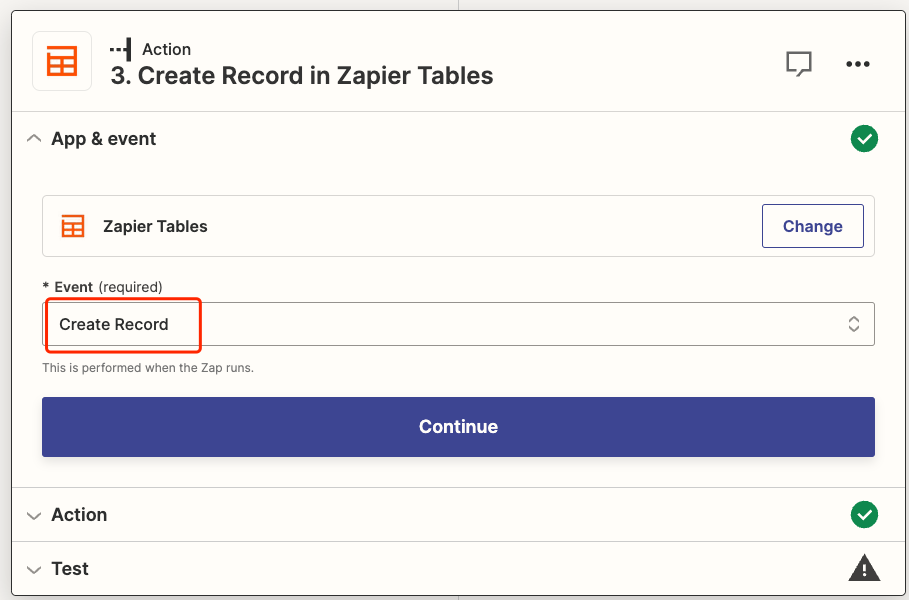 Action
3. Create Record in Zapier Tables
App & event
Zapier Tables
Change
* Event (required)
Create Record
This is performed when the Zap runs.
Continue
Action
Test